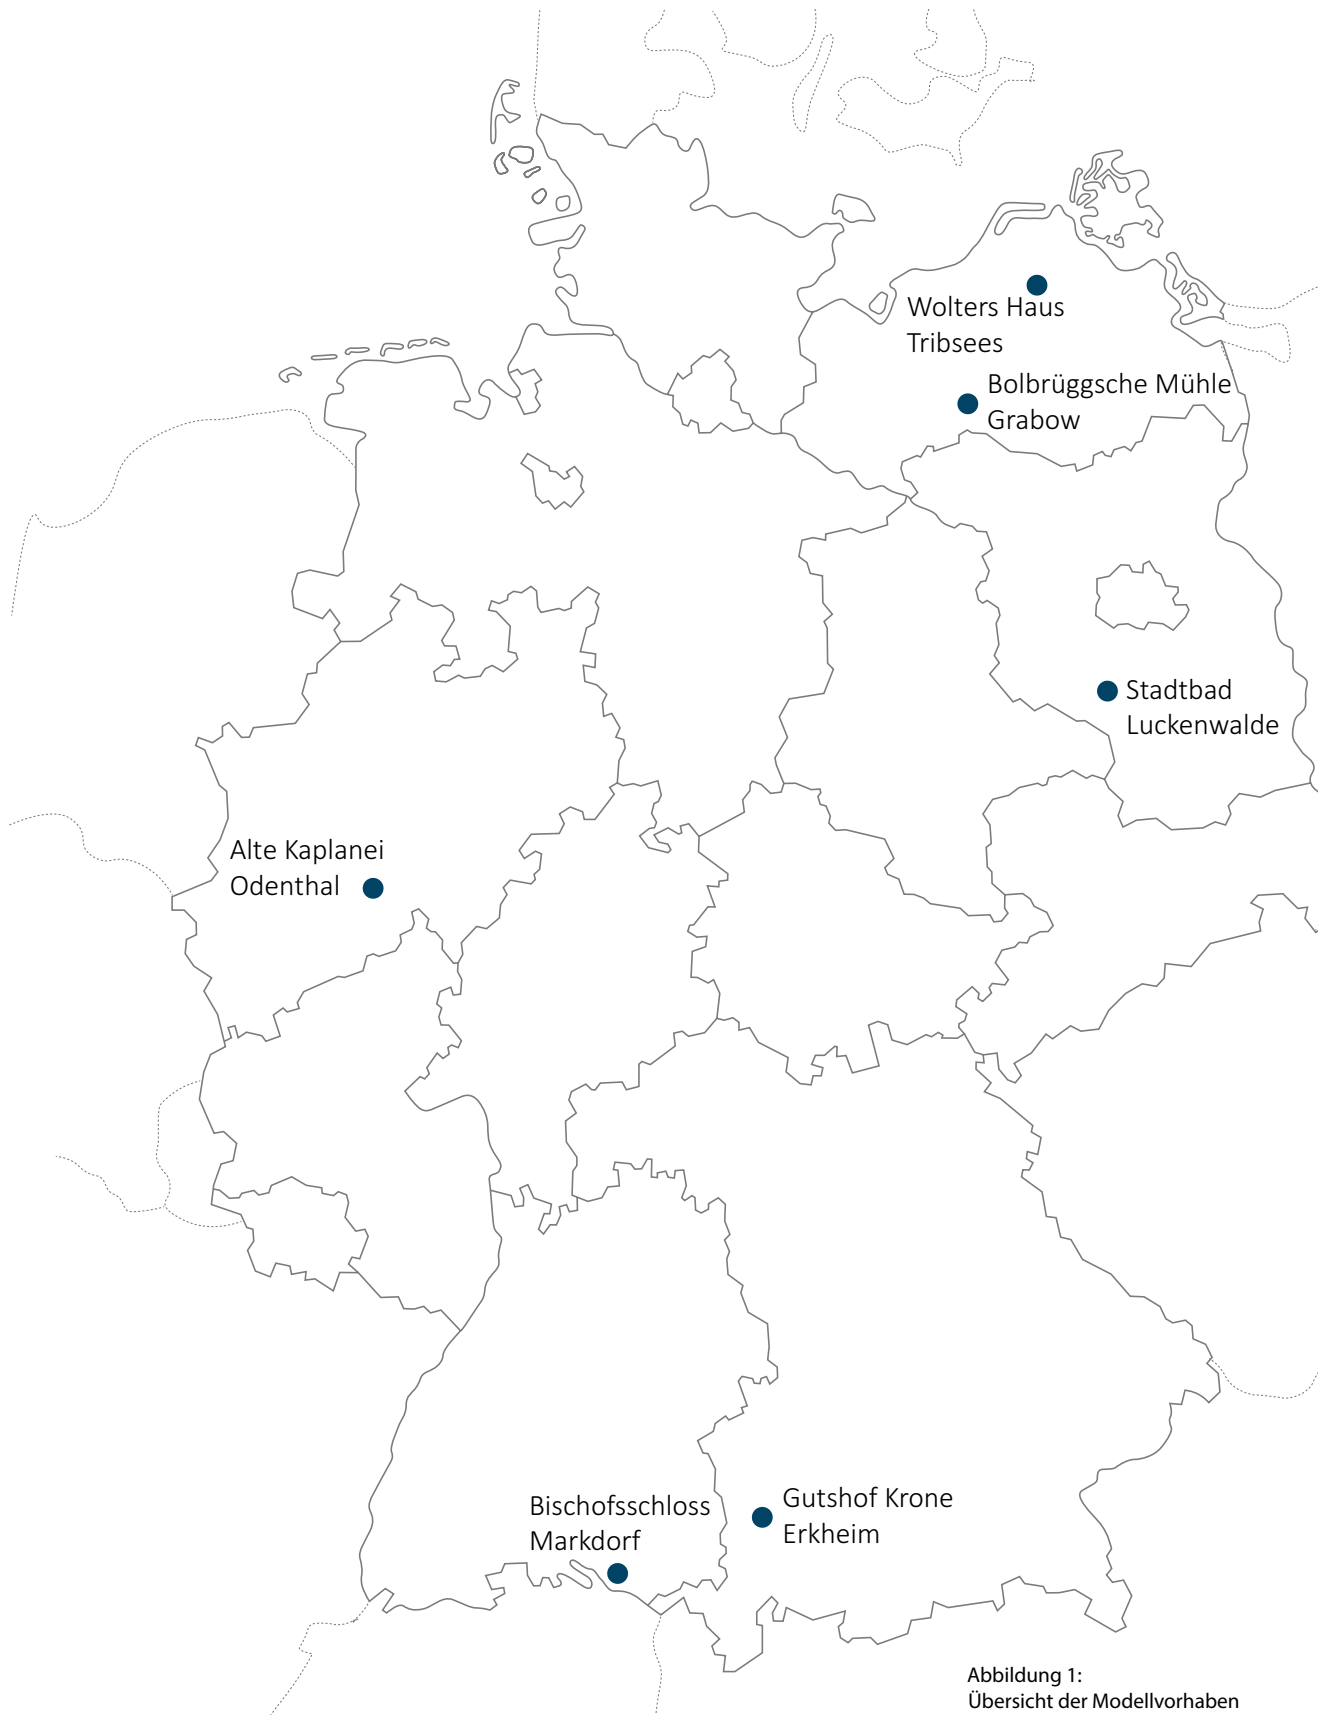 Wolters Haus
Tribsees
Bolbrüggsche Mühle
Grabow
Stadtbad
Luckenwalde
Alte Kaplanei
Odenthal
Gutshof Krone
Erkheim
Bischofsschloss
Markdorf
Abbildung 1:
Übersicht der Modellvorhaben